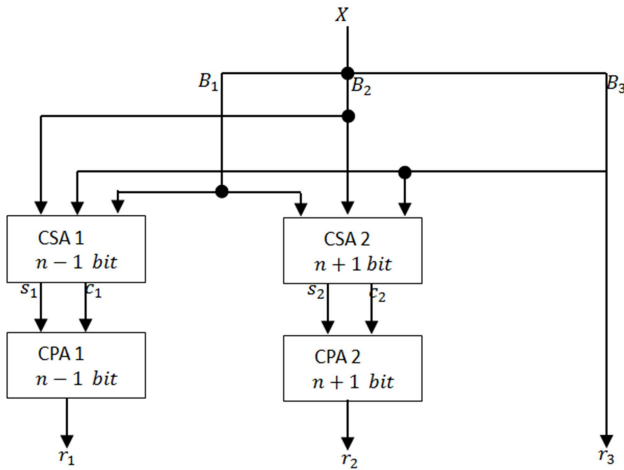 X
B₁ B₂ B₃
CSA 1
n − 1 bit
CSA 2
n + 1 bit
s₁ c₁ s₂ c₂
CPA 1
n − 1 bit
CPA 2
n + 1 bit
r₁ r₂ r₃